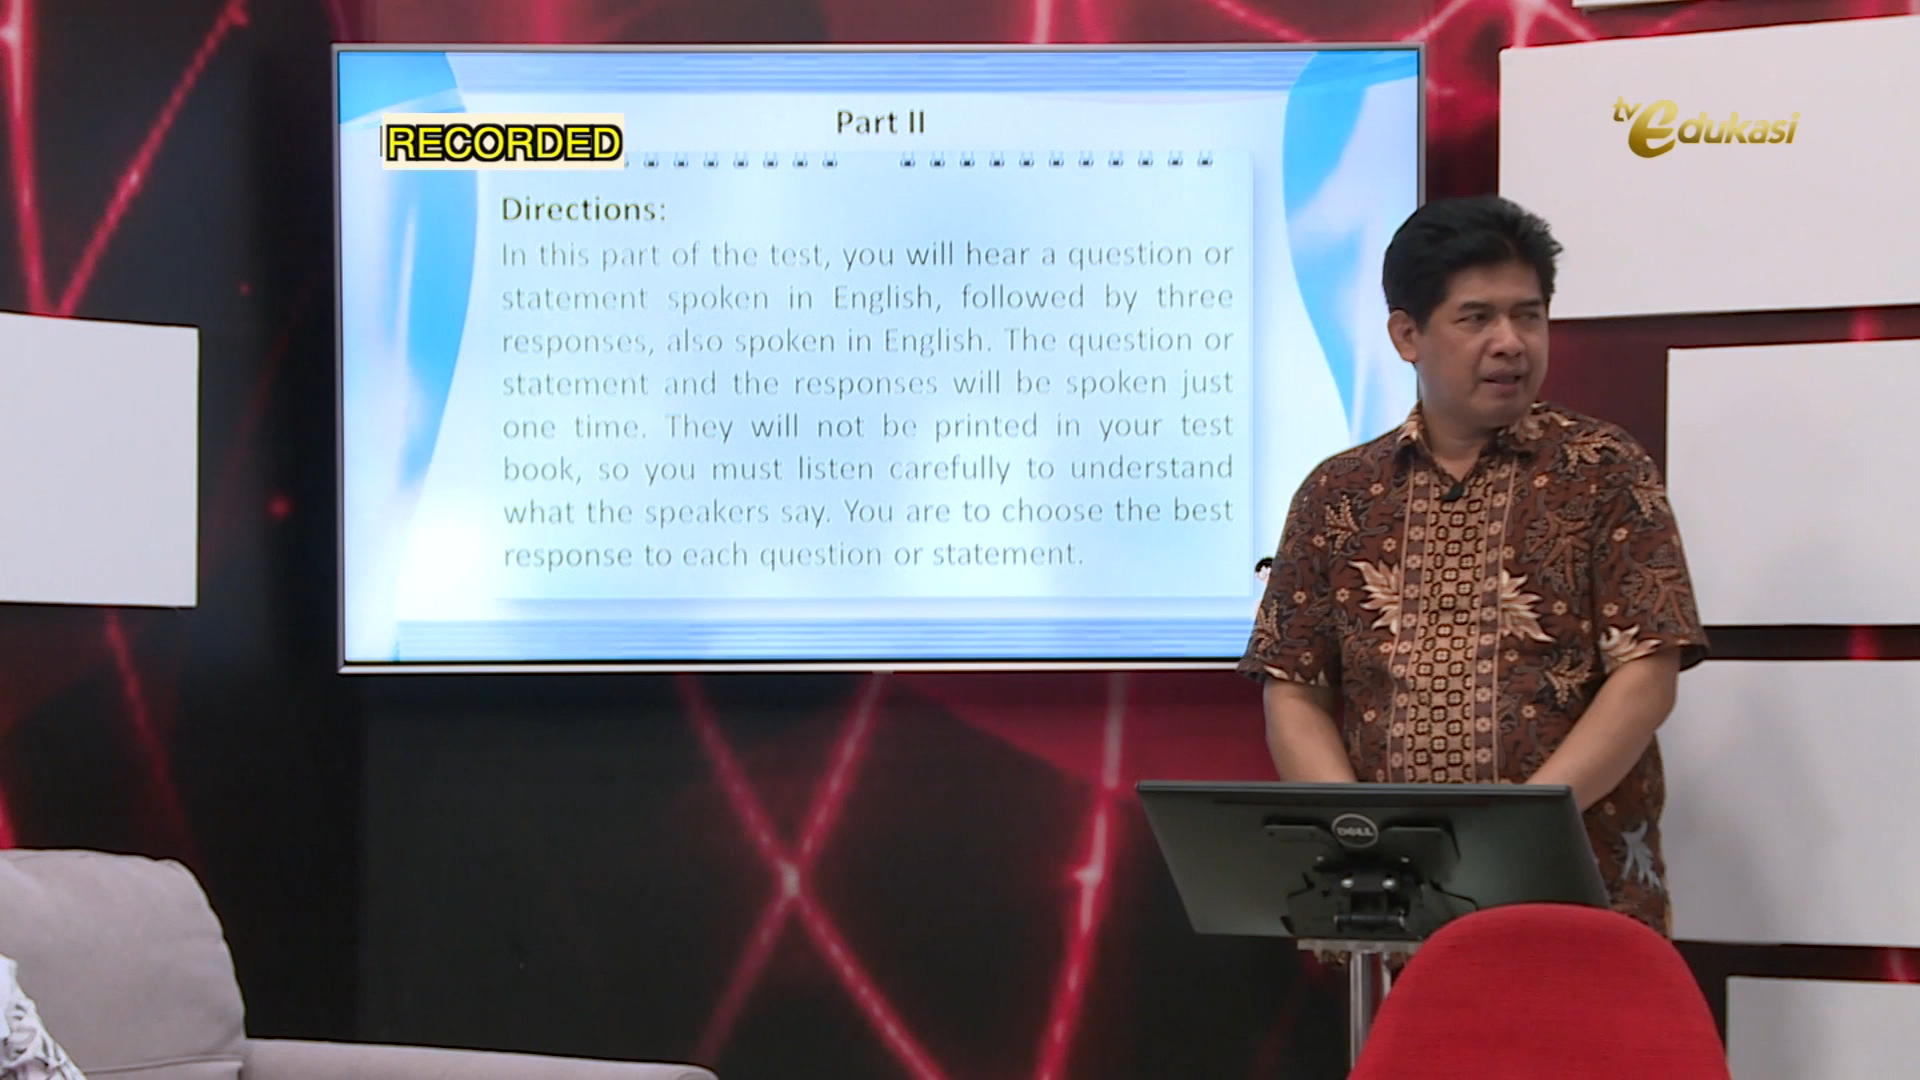 Part II
RECORDED
tv edukasi
Directions:
In this part of the test, you will hear a question or
statement spoken in English, followed by three
responses, also spoken in English. The question or
statement and the responses will be spoken just
one time. They will not be printed in your test
book, so you must listen carefully to understand
what the speakers say. You are to choose the best
response to each question or statement.
DELL